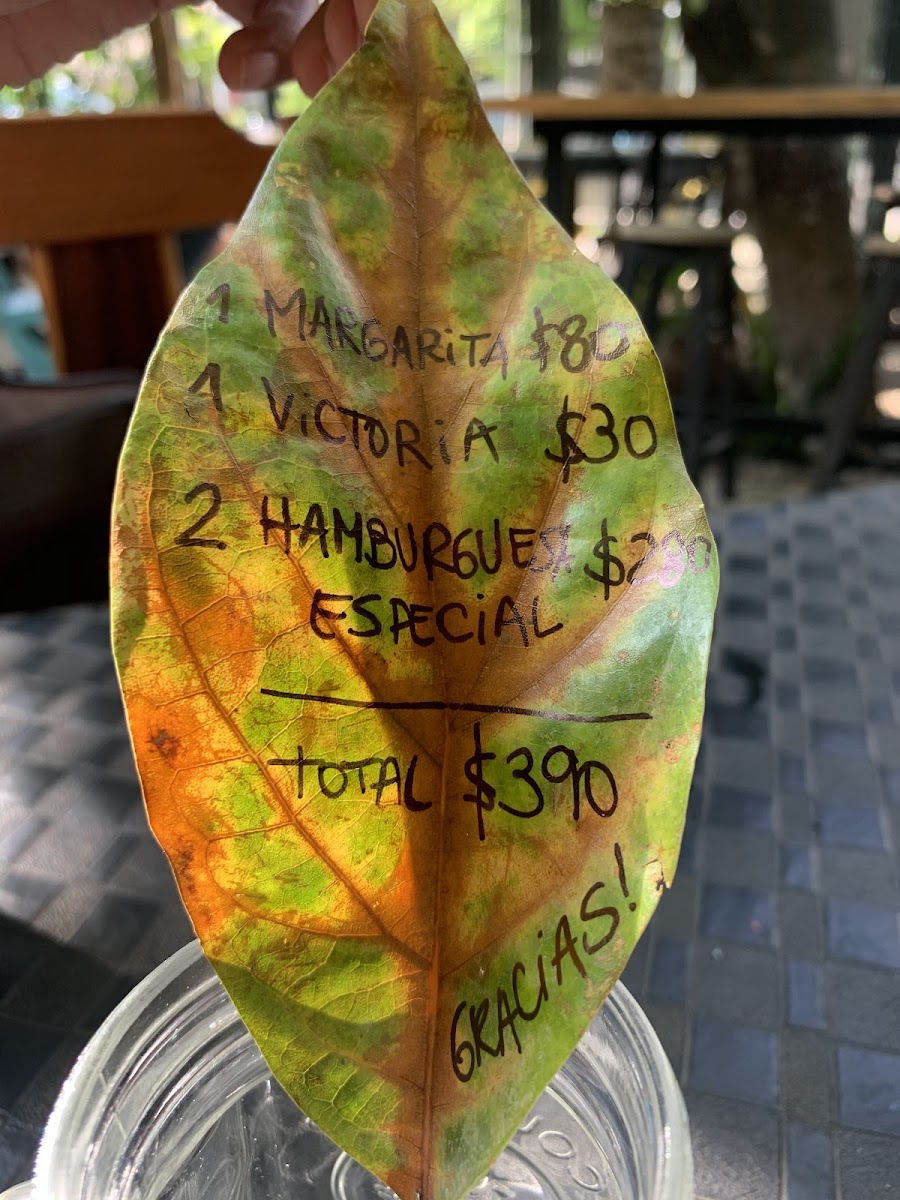 1 MARGARITA $80
1 VICTORIA $30
2 HAMBURGUESA $280
ESPECIAL
TOTAL $390
GRACIAS!